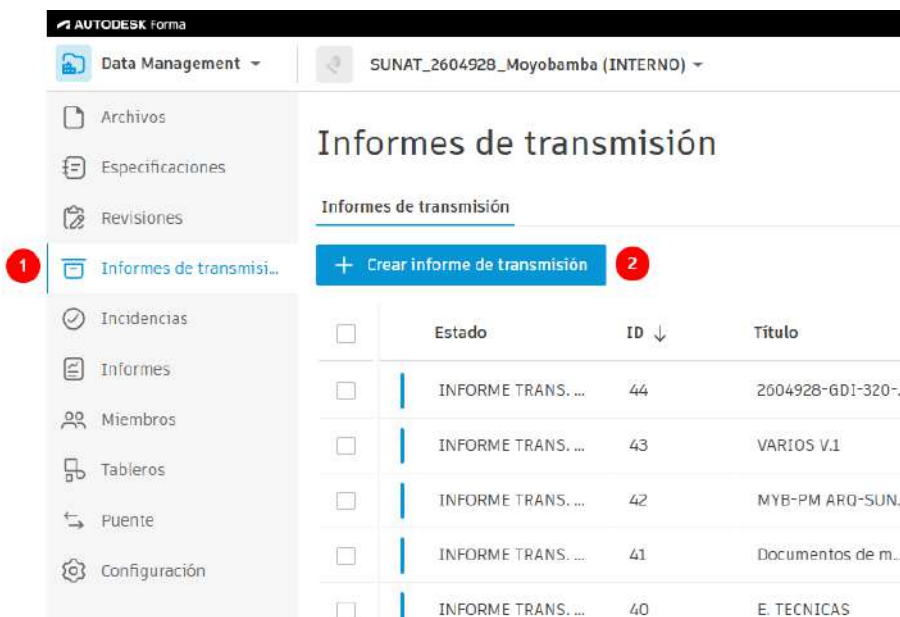 AUTODESK Forma
Data Management
SUNAT_2604928_Moyobamba (INTERNO)
Archivos
Especificaciones
Revisiones
1
Informes de transmisi...
Incidencias
Informes
Miembros
Tableros
Puente
Configuración
Informes de transmisión
Informes de transmisión
+ Crear informe de transmisión
2
Estado ID ↓ Título
INFORME TRANS. ... 44 2604928-GDI-320-..
INFORME TRANS. ... 43 VARIOS V.1
INFORME TRANS. ... 42 MYB-PM ARQ-SUN.
INFORME TRANS. ... 41 Documentos de m..
INFORME TRANS. ... 40 E. TECNICAS